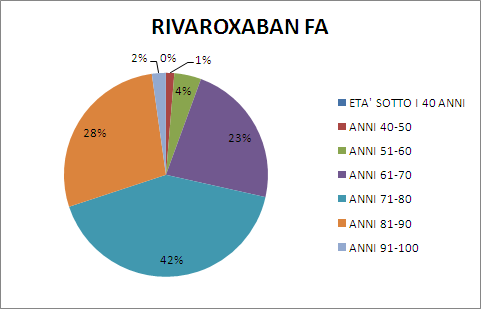 RIVAROXABAN FA
2% 0% 1%
4%
23%
28%
42%
ETA' SOTTO I 40 ANNI
ANNI 40-50
ANNI 51-60
ANNI 61-70
ANNI 71-80
ANNI 81-90
ANNI 91-100